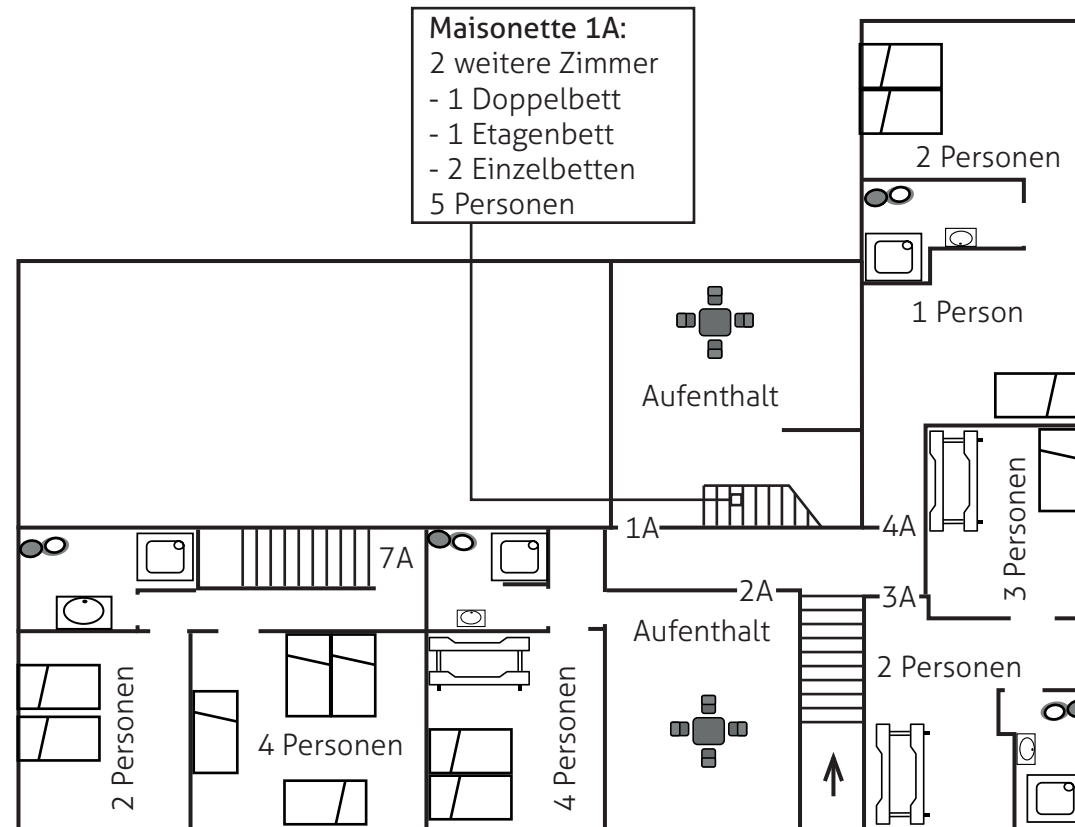 Maisonette 1A:
2 weitere Zimmer
- 1 Doppelbett
- 1 Etagenbett
- 2 Einzelbetten
5 Personen
2 Personen
1 Person
Aufenthalt
3 Personen
1A
4A
7A
2A
3A
Aufenthalt
2 Personen
2 Personen
4 Personen
4 Personen